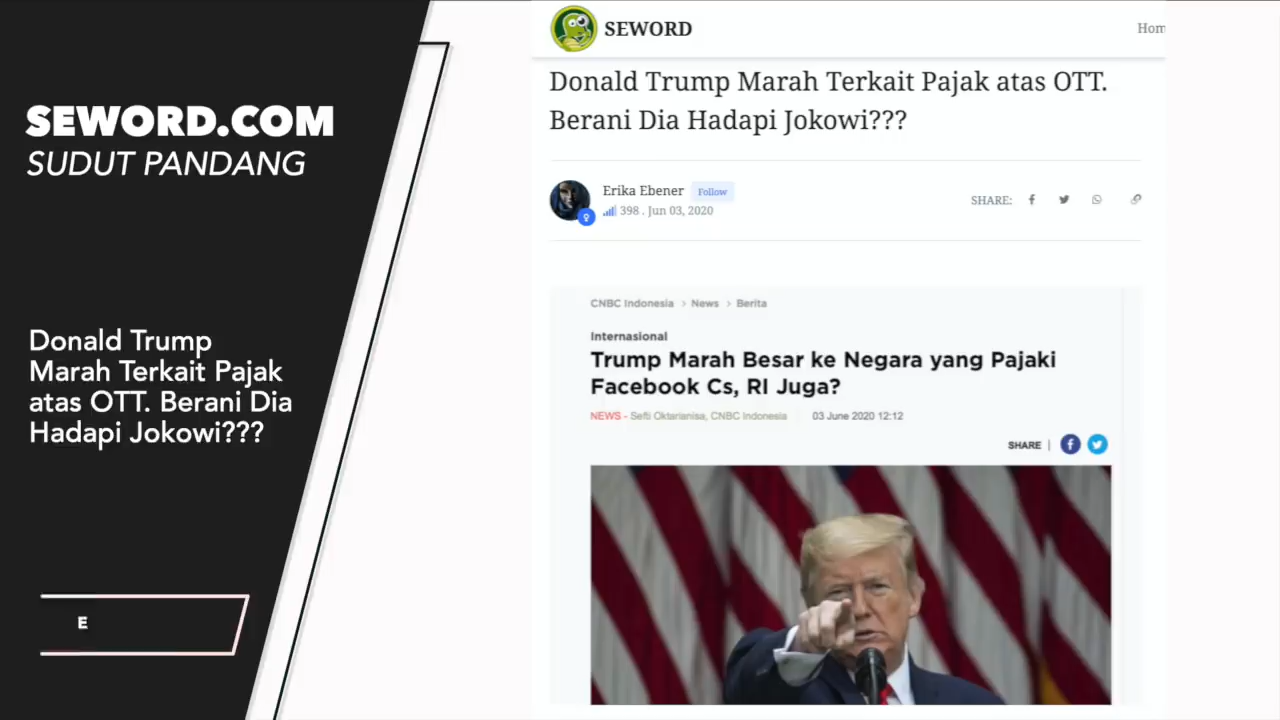 SEWORD.COM
SUDUT PANDANG
Donald Trump
Marah Terkait Pajak
atas OTT. Berani Dia
Hadapi Jokowi???
E
SEWORD
Hom
Donald Trump Marah Terkait Pajak atas OTT.
Berani Dia Hadapi Jokowi???
Erika Ebener Follow
398 . Jun 03, 2020
SHARE:
CNBC Indonesia > News > Berita
Internasional
Trump Marah Besar ke Negara yang Pajaki
Facebook Cs, RI Juga?
NEWS - Sefti Oktarianisa, CNBC Indonesia 03 June 2020 12:12
SHARE |